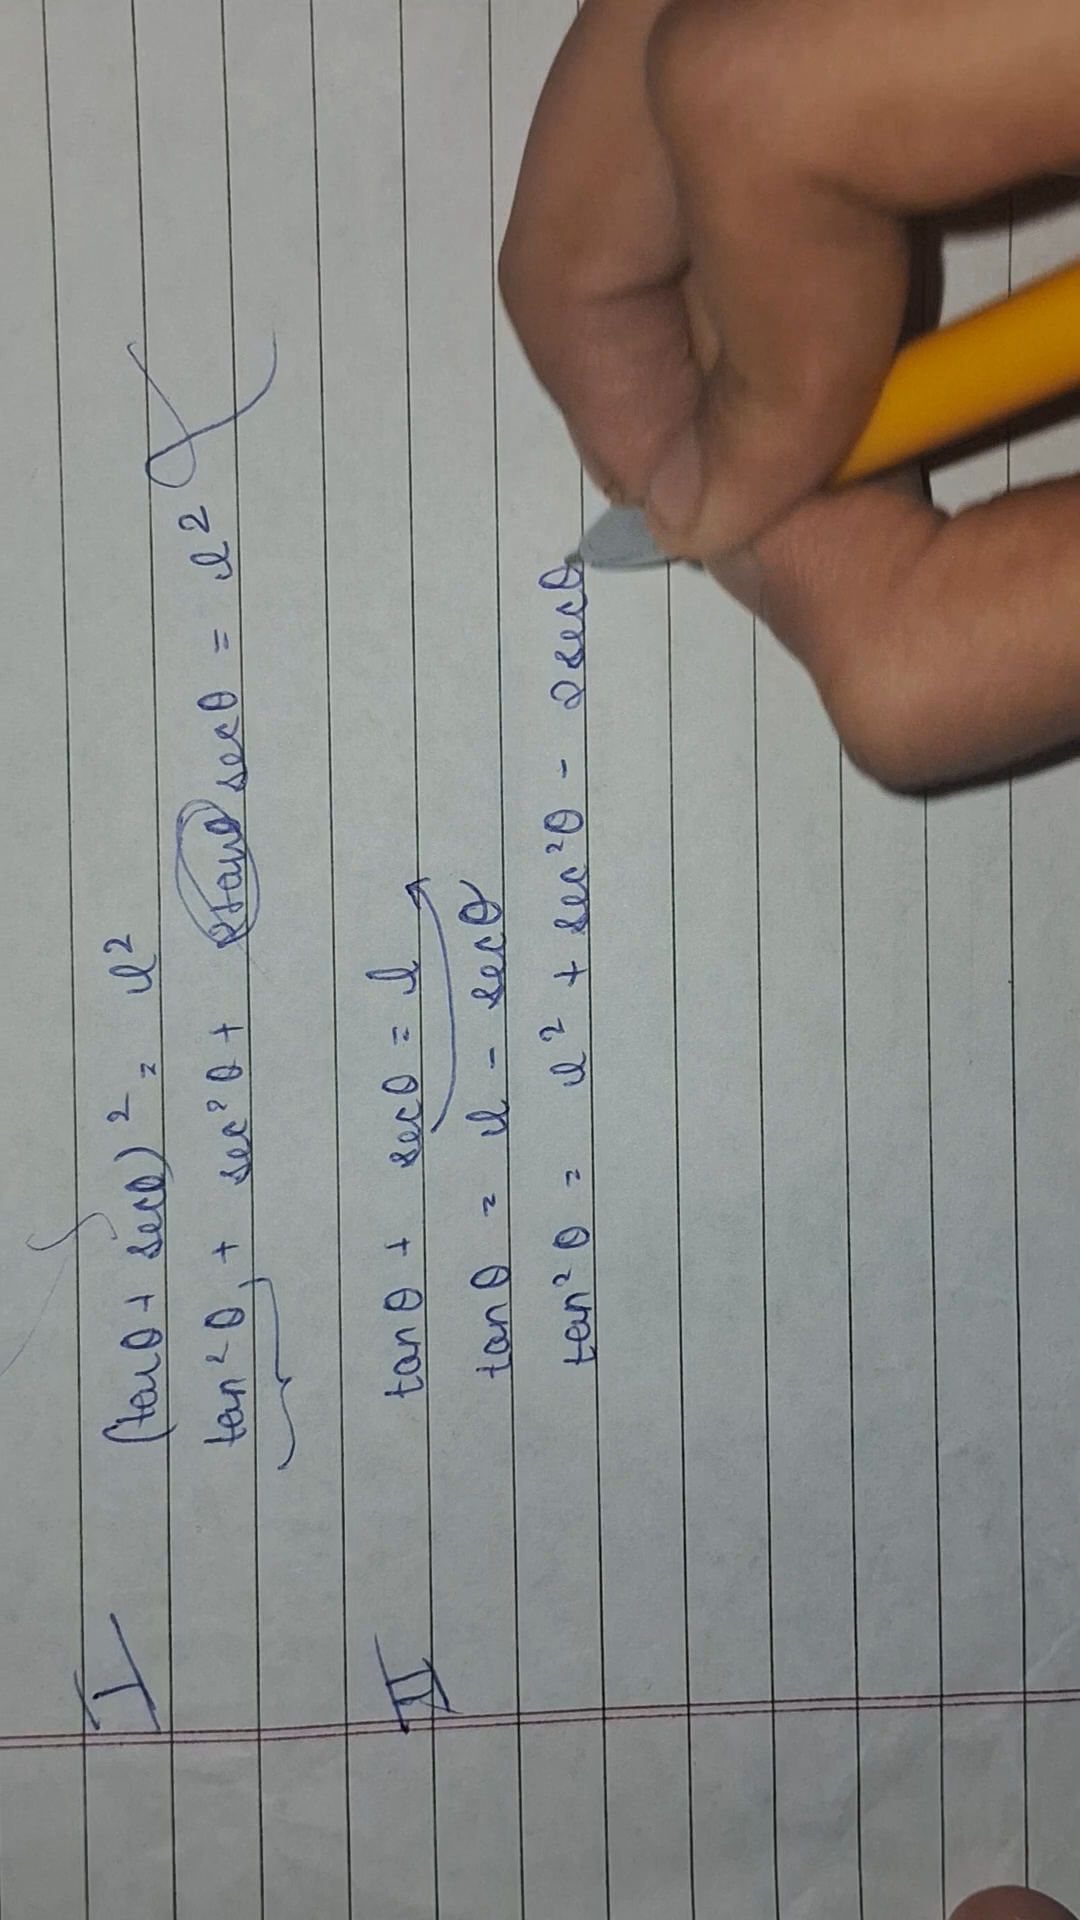 I (tanθ + secθ)² = l²
tan²θ + sec²θ + 2tanθ secθ = l²
II tanθ + secθ = l
tanθ = l - secθ
tan²θ = l² + sec²θ - 2secθ